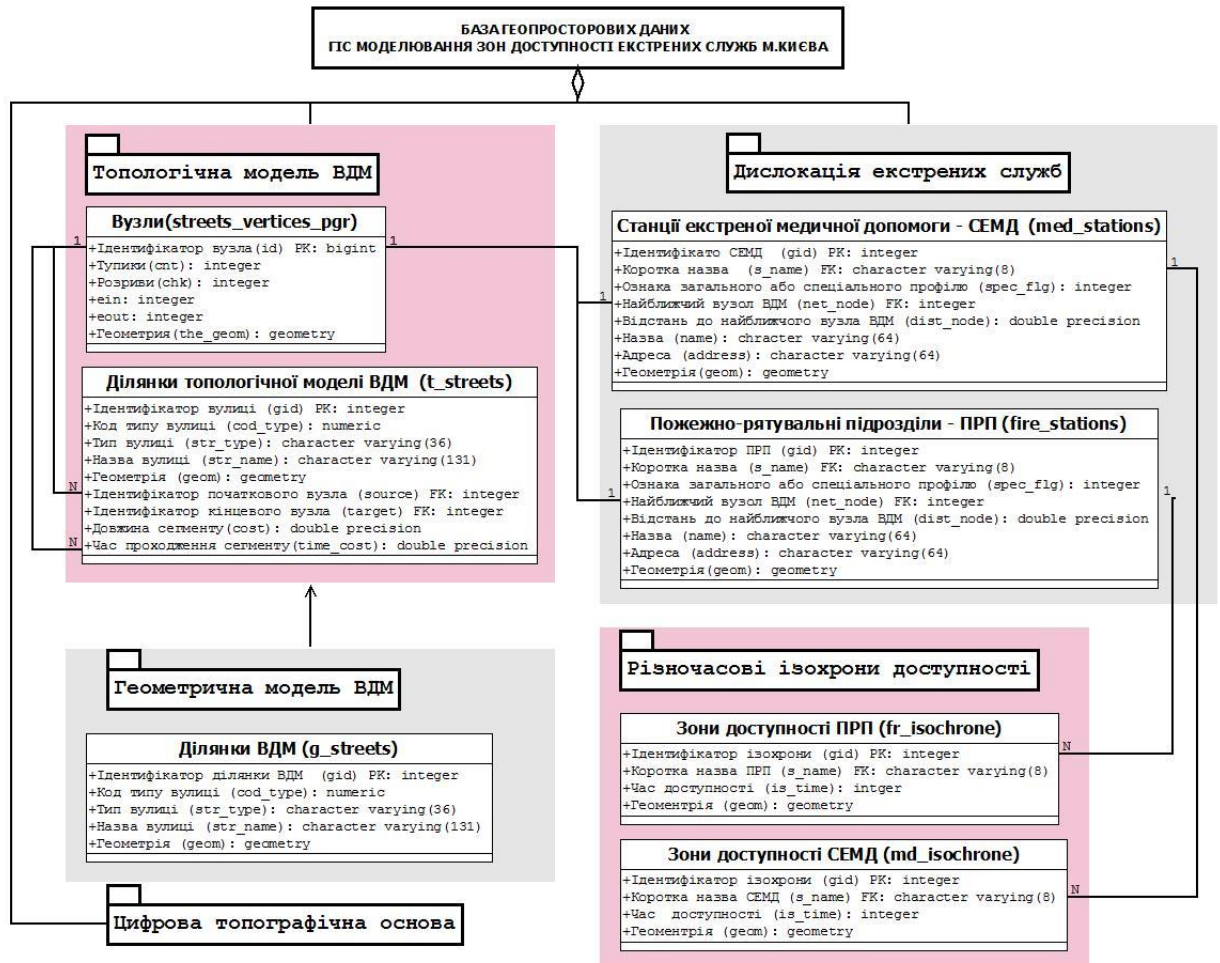 БАЗА ГЕОПРОСТОРОВИХ ДАНИХ
ГІС МОДЕЛЮВАННЯ ЗОН ДОСТУПНОСТІ ЕКСТРЕНИХ СЛУЖБ М.КИЄВА
Топологічна модель ВДМ
Вузли(streets_vertices_pgr)
+Ідентифікатор вузла(id) PK: bigint
+Тупики(cnt): integer
+Розриви(chk): integer
+ein: integer
+eout: integer
+Геометрия(the_geom): geometry
1
1
Ділянки топологічної моделі ВДМ (t_streets)
+Ідентифікатор вулиці (gid) PK: integer
+Код типу вулиці (cod_type): numeric
+Тип вулиці (str_type): character varying(36)
+Назва вулиці (str_name): character varying(131)
+Геометрія (geom): geometry
+Ідентифікатор початкового вузла (source) FK: integer
+Ідентифікатор кінцевого вузла (target) FK: integer
+Довжина сегменту(cost): double precision
+Час проходження сегменту(time_cost): double precision
N
N
Геометрична модель ВДМ
Ділянки ВДМ (g_streets)
+Ідентифікатор ділянки ВДМ (gid) PK: integer
+Код типу вулиці (cod_type): numeric
+Тип вулиці (str_type): character varying(36)
+Назва вулиці (str_name): character varying(131)
+Геометрія (geom): geometry
Цифрова топографічна основа
Дислокація екстрених служб
Станції екстреної медичної допомоги - СЕМД (med_stations)
+Ідентифікато СЕМД (gid) PK: integer
+Коротка назва (s_name) FK: character varying(8)
+Ознака загального або спеціального профілю (spec_flg): integer
+Найближчий вузол ВДМ (net_node) FK: integer
+Відстань до найближчого вузла ВДМ (dist_node): double precision
+Назва (name): chracter varying(64)
+Адреса (address): character varying(64)
+Геометрія(geom): geometry
1
1
Пожежно-рятувальні підрозділи - ПРП (fire_stations)
+Ідентифікатор ПРП (gid) PK: integer
+Коротка назва (s_name) FK: character varying(8)
+Ознака загального або спеціального профілю (spec_flg): integer
+Найближчий вузол ВДМ (net_node) FK: integer
+Відстань до найближчого вузла ВДМ (dist_node): double precision
+Назва (name): character varying(64)
+Адреса (address): character varying(64)
+Геометрія(geom): geometry
1
1
Різночасові ізохрони доступності
Зони доступності ПРП (fr_isochrone)
+Ідентифікатор ізохрони (gid) PK: integer
+Коротка назва ПРП (s_name) FK: character varying(8)
+Час доступності (is_time): intger
+Геоментрія (geom): geometry
N
Зони доступності СЕМД (md_isochrone)
+Ідентифікатор ізохрони (gid) PK: integer
+Коротка назва СЕМД (s_name) FK: character varying(8)
+Час доступності (is_time): integer
+Геоментрія (geom): geometry
N